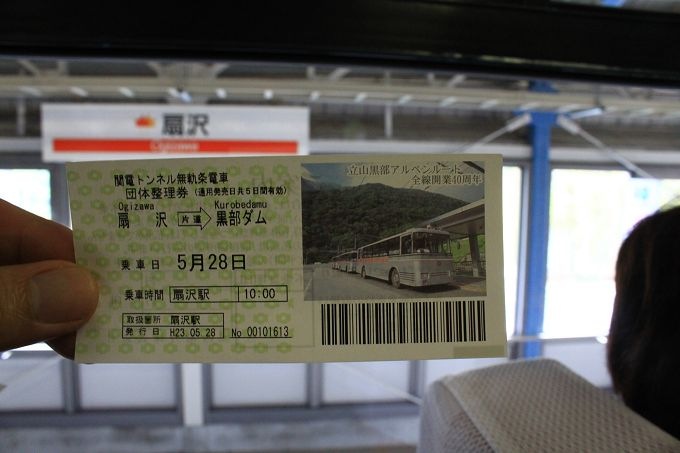 扇沢
Ogizawa
関電トンネル無軌条電車
団体整理券(通用発売日共5日間有効)
Ogizawa Kurobedamu
扇 沢 片道 黒部ダム
乗車日 5月28日
乗車時間 扇沢駅 10:00
取扱箇所 扇沢駅
発行日 H23.05.28 No 00101613
立山黒部アルペンルート
全線開業40周年